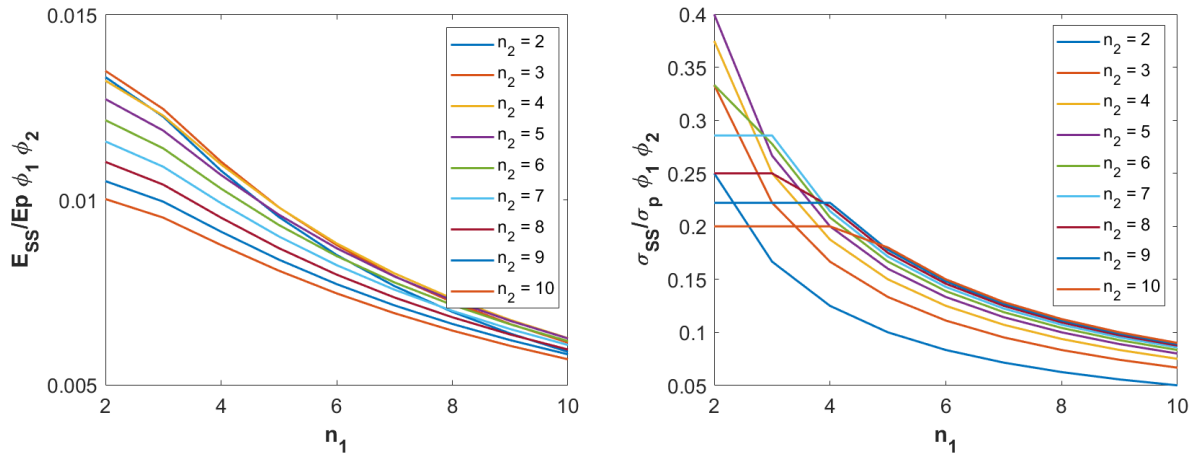 0.015
0.01
0.005
2
4
6
8
10
E_SS/Ep ϕ_1 ϕ_2
n_1
n_2 = 2
n_2 = 3
n_2 = 4
n_2 = 5
n_2 = 6
n_2 = 7
n_2 = 8
n_2 = 9
n_2 = 10
0.4
0.35
0.3
0.25
0.2
0.15
0.1
0.05
2
4
6
8
10
σ_SS/σ_p ϕ_1 ϕ_2
n_1
n_2 = 2
n_2 = 3
n_2 = 4
n_2 = 5
n_2 = 6
n_2 = 7
n_2 = 8
n_2 = 9
n_2 = 10